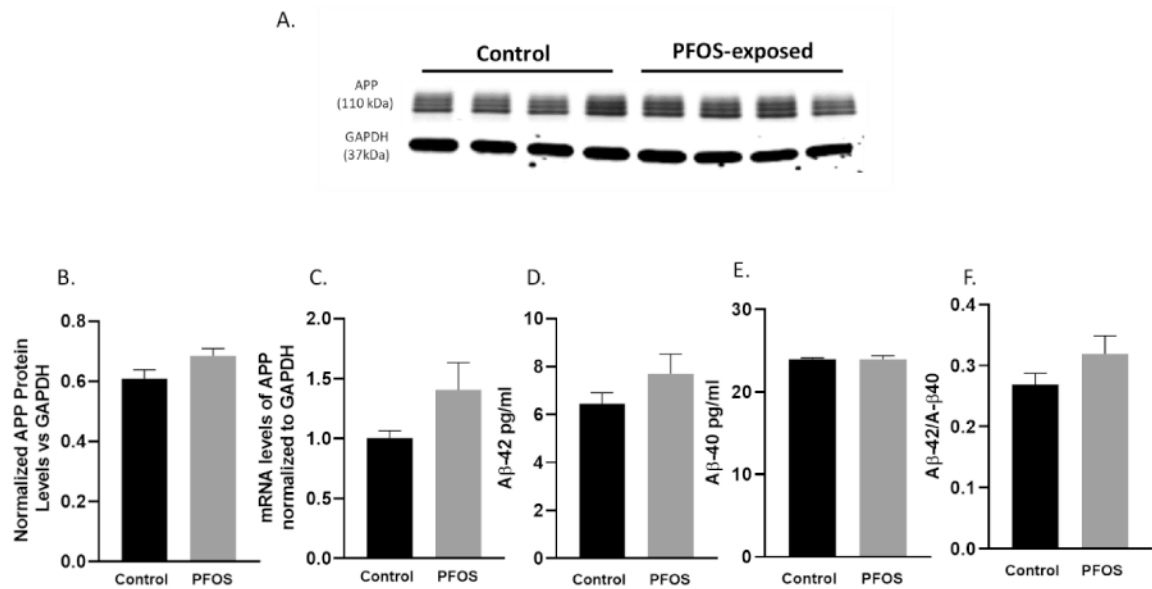 A.
Control PFOS-exposed
APP
(110 kDa)
GAPDH
(37kDa)
B.
Normalized APP Protein
Levels vs GAPDH
0.8
0.6
0.4
0.2
0.0
Control PFOS
C.
mRNA levels of APP
normalized to GAPDH
2.0
1.5
1.0
0.5
0.0
Control PFOS
D.
Aβ-42 pg/ml
10
8
6
4
2
0
Control PFOS
E.
Aβ-40 pg/ml
30
20
10
0
Control PFOS
F.
Aβ-42/A-β40
0.4
0.3
0.2
0.1
0.0
Control PFOS